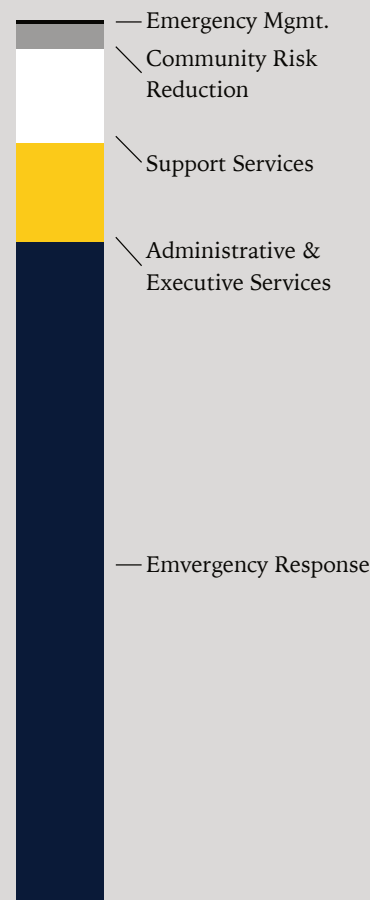 Emergency Mgmt.
Community Risk
Reduction
Support Services
Administrative &
Executive Services
Emvergency Response